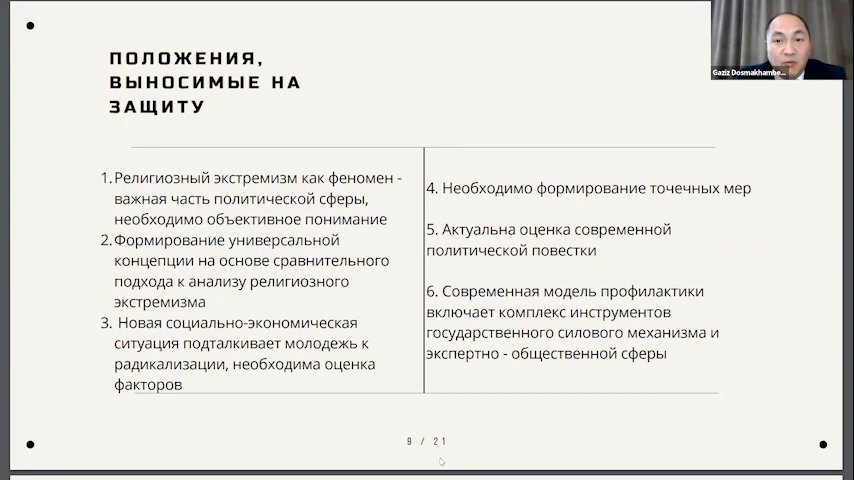 ПОЛОЖЕНИЯ,
ВЫНОСИМЫЕ НА
ЗАЩИТУ
1. Религиозный экстремизм как феномен -
важная часть политической сферы,
необходимо объективное понимание
2. Формирование универсальной
концепции на основе сравнительного
подхода к анализу религиозного
экстремизма
3. Новая социально-экономическая
ситуация подталкивает молодежь к
радикализации, необходима оценка
факторов
4. Необходимо формирование точечных мер
5. Актуальна оценка современной
политической повестки
6. Современная модель профилактики
включает комплекс инструментов
государственного силового механизма и
экспертно - общественной сферы
9 / 21
Gaziz Dosmakhambe...